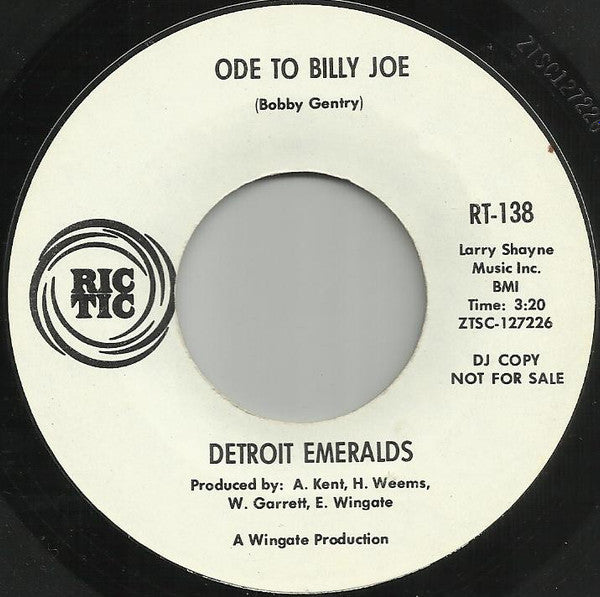 ODE TO BILLY JOE
(Bobby Gentry)
ZTSC127226
RT-138
Larry Shayne
Music Inc.
BMI
Time: 3:20
ZTSC-127226
RIC
TIC
DJ COPY
NOT FOR SALE
DETROIT EMERALDS
Produced by: A. Kent, H. Weems,
W. Garrett, E. Wingate
A Wingate Production